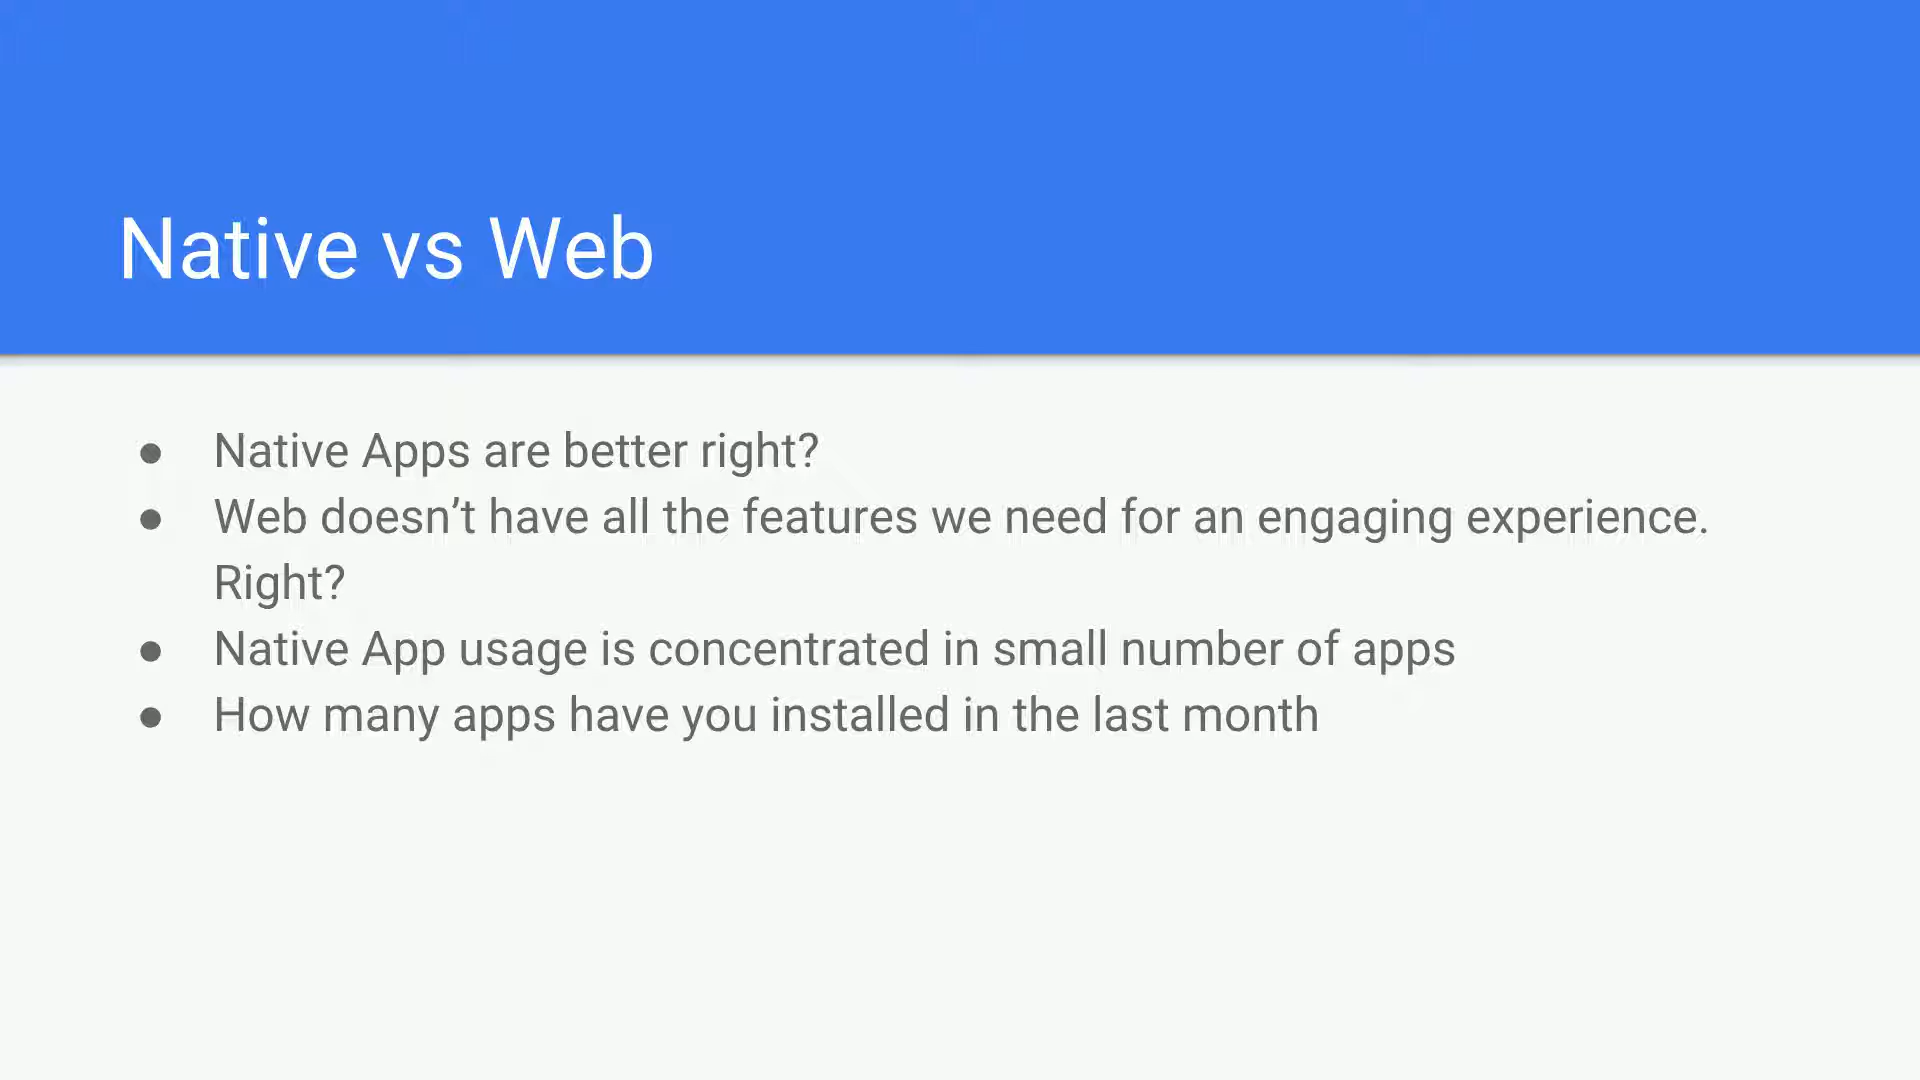 Native vs Web
● Native Apps are better right?
● Web doesn’t have all the features we need for an engaging experience.
Right?
● Native App usage is concentrated in small number of apps
● How many apps have you installed in the last month